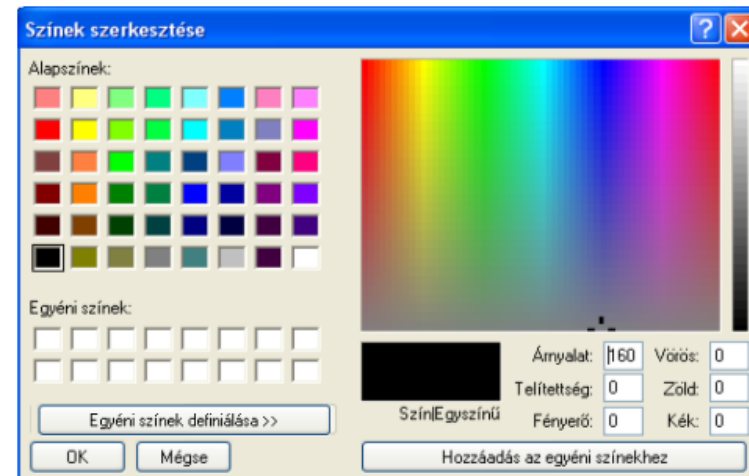 Színek szerkesztése
Alapszínek:
Egyéni színek:
Egyéni színek definiálása >>
OK Mégse
Szín|Egyszínű
Árnyalat: 160 Vörös: 0
Telítettség: 0 Zöld: 0
Fényerő: 0 Kék: 0
Hozzáadás az egyéni színekhez